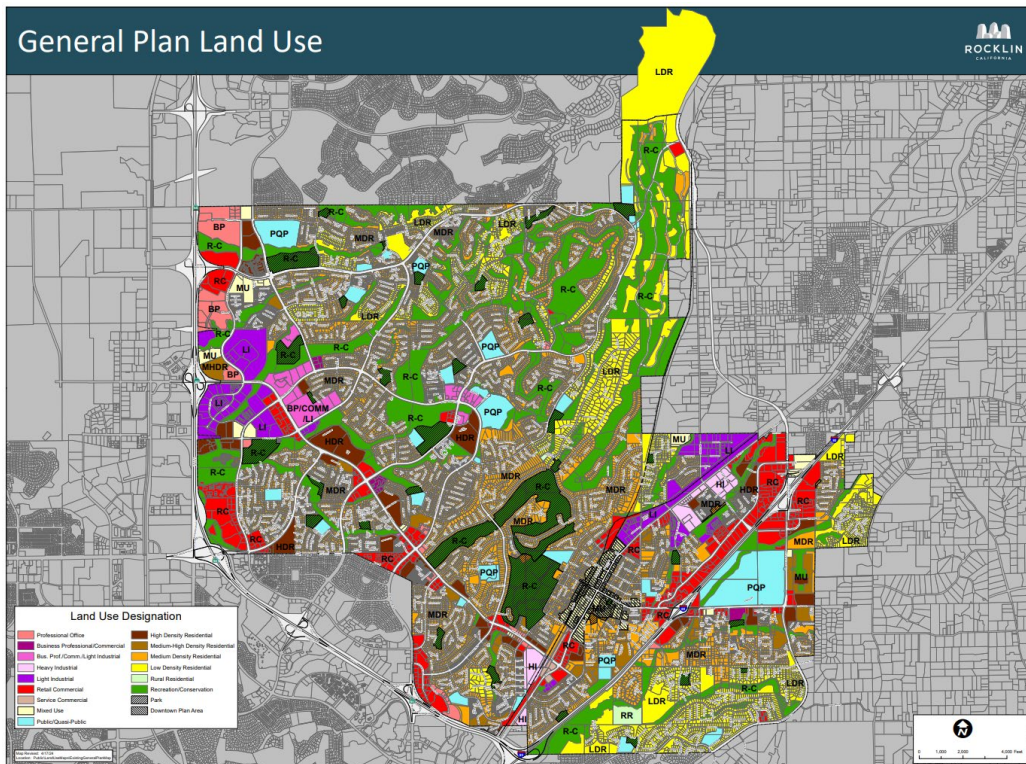 General Plan Land Use
ROCKLIN
CALIFORNIA
LDR
R-C
R-C
LDR
BP
PQP
MDR
MDR
LDR
R-C
R-C
PQP
RC
MU
R-C
BP
LDR
R-C
R-C
LI
R-C
PQP
MU
MHDR
BP
MDR
R-C
LDR
LI
BP/COMM
/LI
R-C
R-C
PQP
LI
HDR
HDR
MU
LI
LDR
R-C
R-C
MDR
R-C
MDR
HI
HDR
RC
RC
RC
MDR
LI
MDR
LDR
RC
HDR
RC
R-C
RC
R-C
PQP
PQP
MU
MDR
MU
RC
RC
HI
PQP
MDR
LDR
R-C
LDR
RR
HI
LDR
R-C
Land Use Designation
Professional Office
Business Professional/Commercial
Bus. Prof./Comm./Light Industrial
Heavy Industrial
Light Industrial
Retail Commercial
Service Commercial
Mixed Use
Public/Quasi-Public
High Density Residential
Medium-High Density Residential
Medium Density Residential
Low Density Residential
Rural Residential
Recreation/Conservation
Park
Downtown Plan Area
N
0 1,000 2,000 4,000 Feet